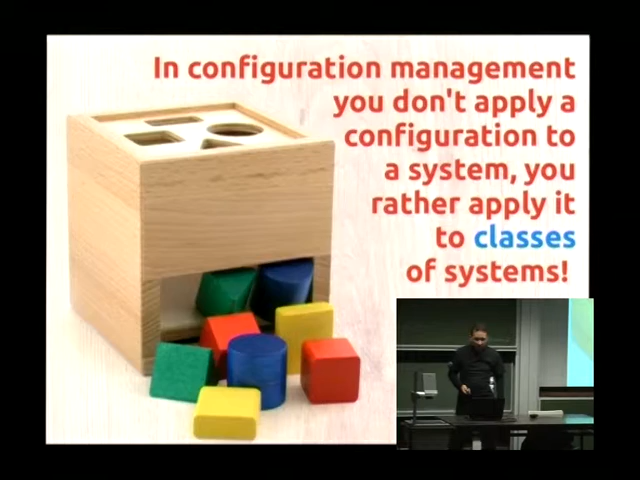 In configuration management
you don't apply a
configuration to
a system, you
rather apply it
to classes
of systems!